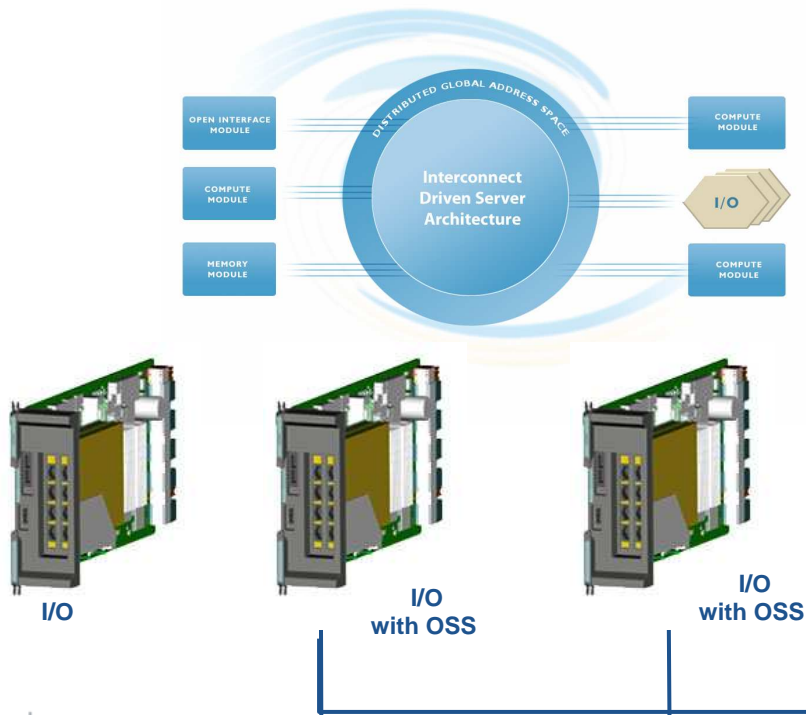 DISTRIBUTED GLOBAL ADDRESS SPACE
OPEN INTERFACE
MODULE
COMPUTE
MODULE
COMPUTE
MODULE
Interconnect
Driven Server
Architecture
I/O
MEMORY
MODULE
COMPUTE
MODULE
I/O
I/O
with OSS
I/O
with OSS